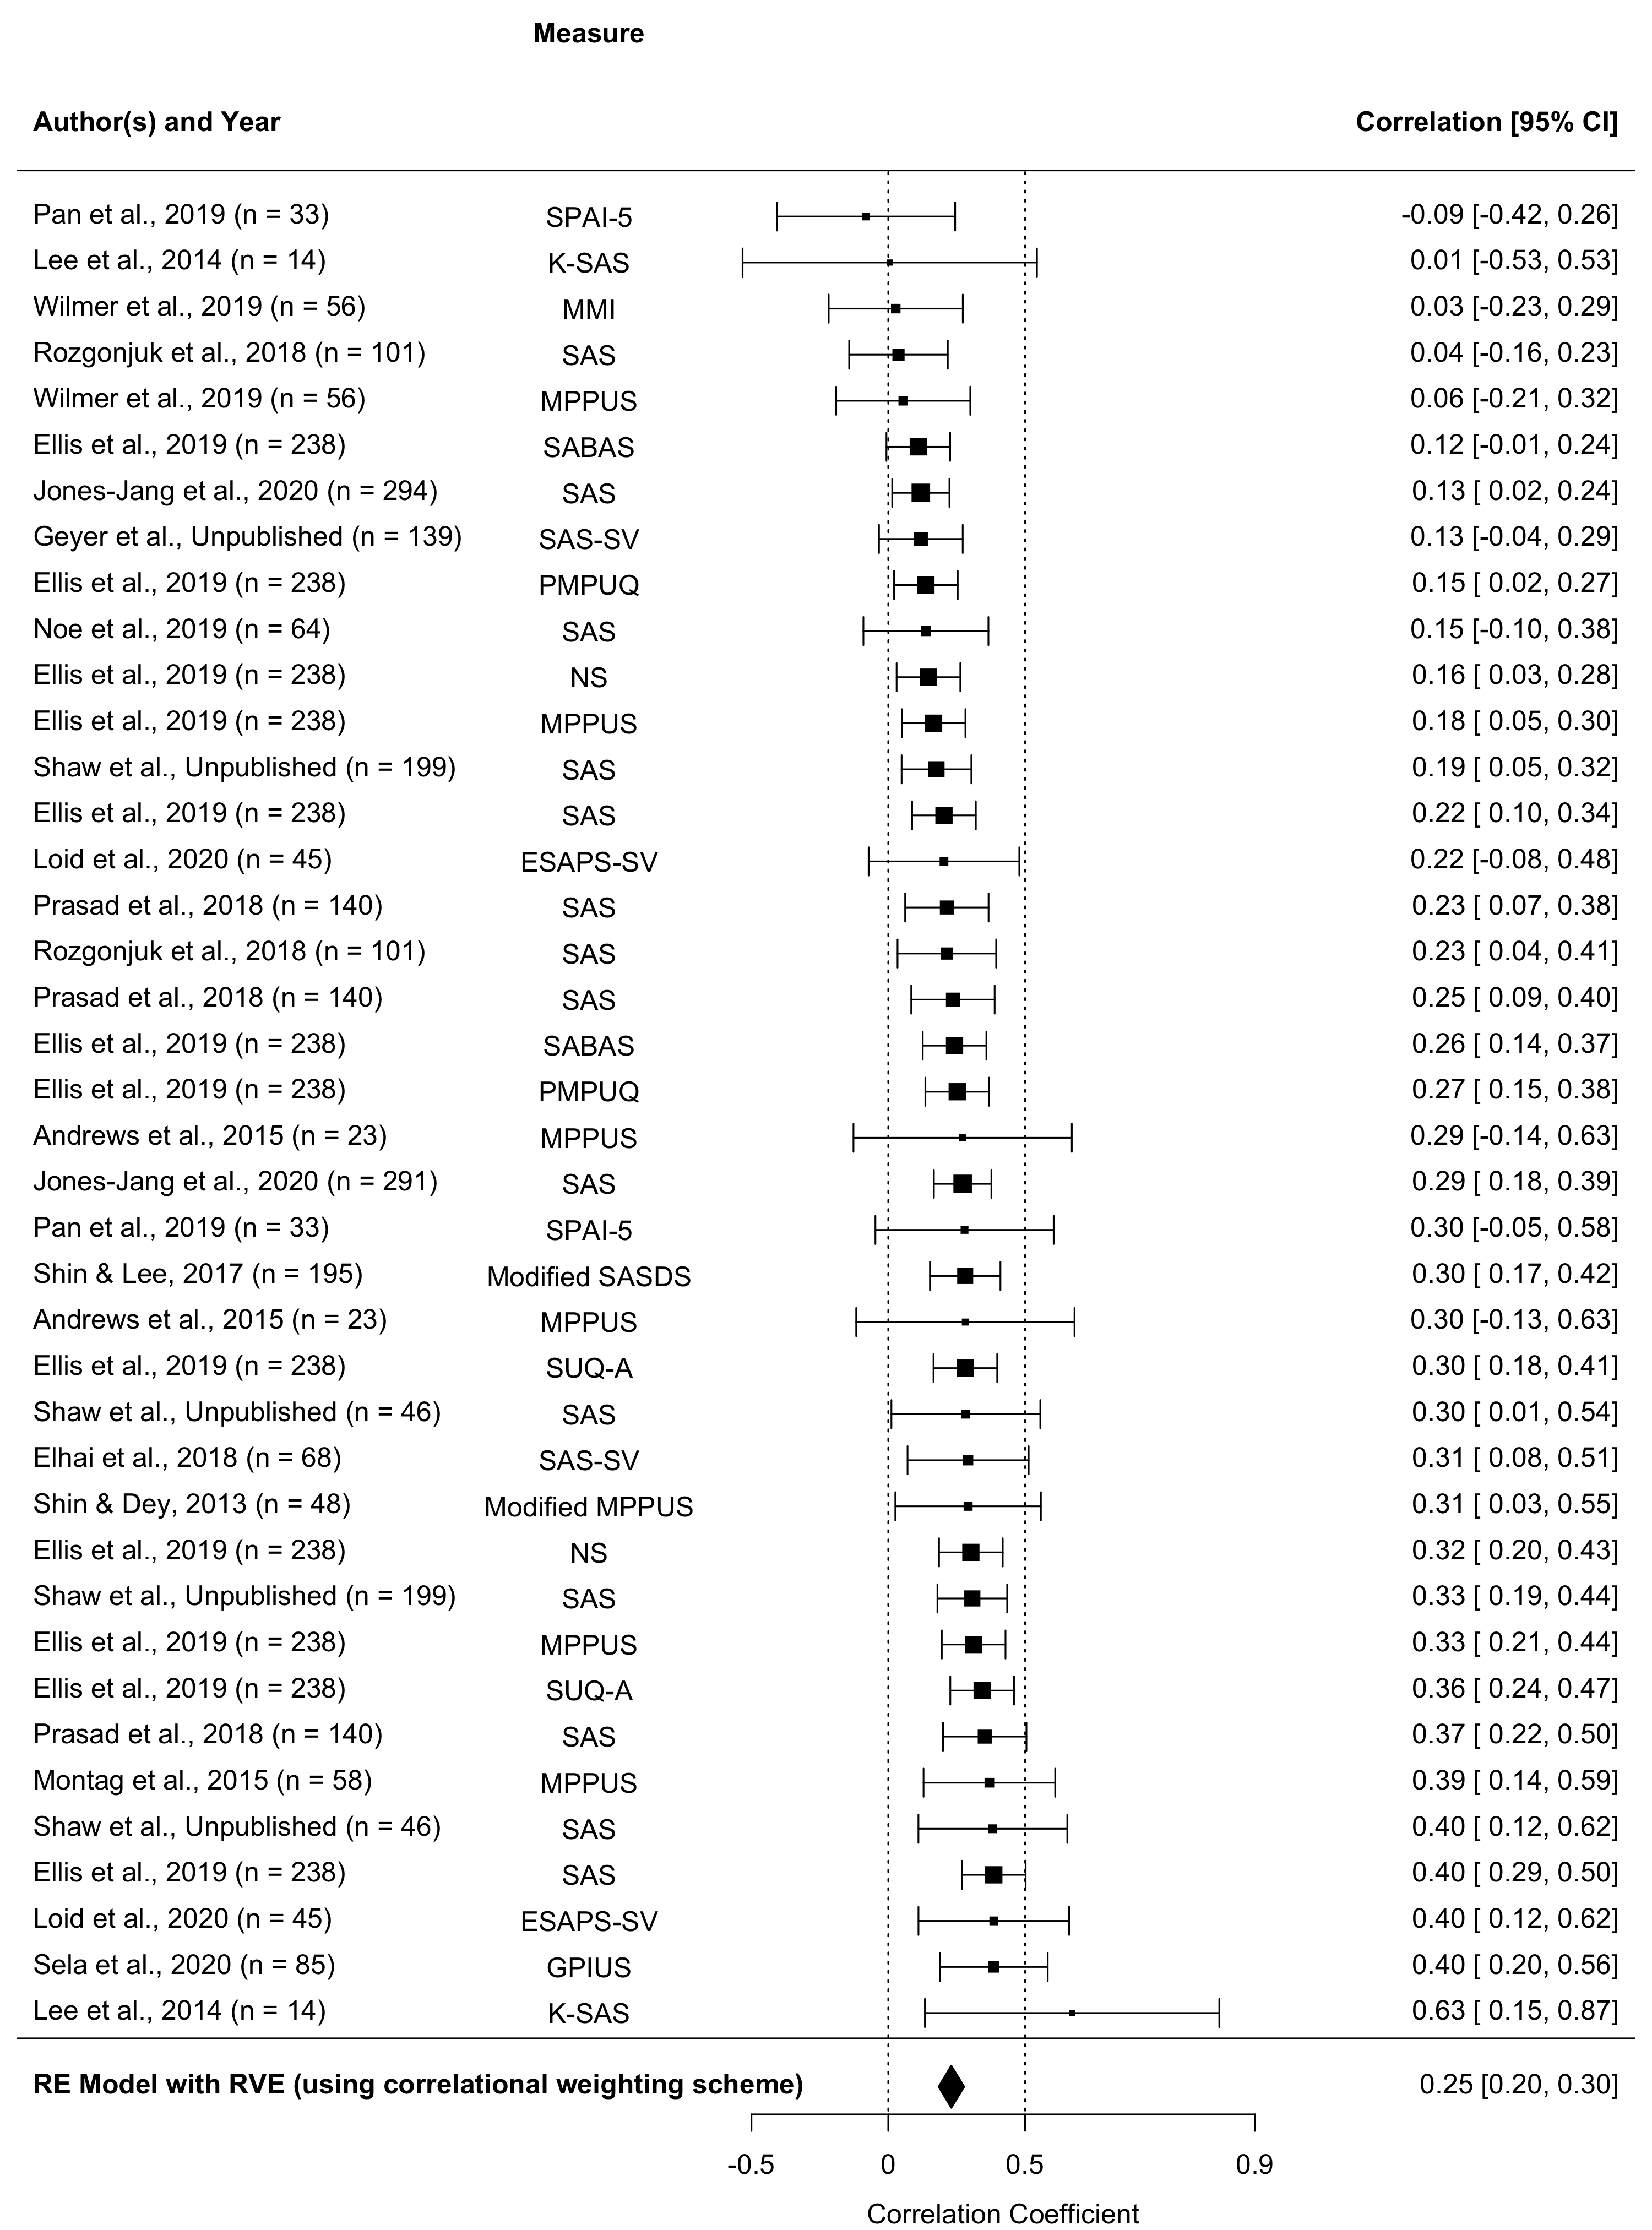 Measure
Author(s) and Year Correlation [95% CI]
Pan et al., 2019 (n = 33) SPAI-5 -0.09 [-0.42, 0.26]
Lee et al., 2014 (n = 14) K-SAS 0.01 [-0.53, 0.53]
Wilmer et al., 2019 (n = 56) MMI 0.03 [-0.23, 0.29]
Rozgonjuk et al., 2018 (n = 101) SAS 0.04 [-0.16, 0.23]
Wilmer et al., 2019 (n = 56) MPPUS 0.06 [-0.21, 0.32]
Ellis et al., 2019 (n = 238) SABAS 0.12 [-0.01, 0.24]
Jones-Jang et al., 2020 (n = 294) SAS 0.13 [ 0.02, 0.24]
Geyer et al., Unpublished (n = 139) SAS-SV 0.13 [-0.04, 0.29]
Ellis et al., 2019 (n = 238) PMPUQ 0.15 [ 0.02, 0.27]
Noe et al., 2019 (n = 64) SAS 0.15 [-0.10, 0.38]
Ellis et al., 2019 (n = 238) NS 0.16 [ 0.03, 0.28]
Ellis et al., 2019 (n = 238) MPPUS 0.18 [ 0.05, 0.30]
Shaw et al., Unpublished (n = 199) SAS 0.19 [ 0.05, 0.32]
Ellis et al., 2019 (n = 238) SAS 0.22 [ 0.10, 0.34]
Loid et al., 2020 (n = 45) ESAPS-SV 0.22 [-0.08, 0.48]
Prasad et al., 2018 (n = 140) SAS 0.23 [ 0.07, 0.38]
Rozgonjuk et al., 2018 (n = 101) SAS 0.23 [ 0.04, 0.41]
Prasad et al., 2018 (n = 140) SAS 0.25 [ 0.09, 0.40]
Ellis et al., 2019 (n = 238) SABAS 0.26 [ 0.14, 0.37]
Ellis et al., 2019 (n = 238) PMPUQ 0.27 [ 0.15, 0.38]
Andrews et al., 2015 (n = 23) MPPUS 0.29 [-0.14, 0.63]
Jones-Jang et al., 2020 (n = 291) SAS 0.29 [ 0.18, 0.39]
Pan et al., 2019 (n = 33) SPAI-5 0.30 [-0.05, 0.58]
Shin & Lee, 2017 (n = 195) Modified SASDS 0.30 [ 0.17, 0.42]
Andrews et al., 2015 (n = 23) MPPUS 0.30 [-0.13, 0.63]
Ellis et al., 2019 (n = 238) SUQ-A 0.30 [ 0.18, 0.41]
Shaw et al., Unpublished (n = 46) SAS 0.30 [ 0.01, 0.54]
Elhai et al., 2018 (n = 68) SAS-SV 0.31 [ 0.08, 0.51]
Shin & Dey, 2013 (n = 48) Modified MPPUS 0.31 [ 0.03, 0.55]
Ellis et al., 2019 (n = 238) NS 0.32 [ 0.20, 0.43]
Shaw et al., Unpublished (n = 199) SAS 0.33 [ 0.19, 0.44]
Ellis et al., 2019 (n = 238) MPPUS 0.33 [ 0.21, 0.44]
Ellis et al., 2019 (n = 238) SUQ-A 0.36 [ 0.24, 0.47]
Prasad et al., 2018 (n = 140) SAS 0.37 [ 0.22, 0.50]
Montag et al., 2015 (n = 58) MPPUS 0.39 [ 0.14, 0.59]
Shaw et al., Unpublished (n = 46) SAS 0.40 [ 0.12, 0.62]
Ellis et al., 2019 (n = 238) SAS 0.40 [ 0.29, 0.50]
Loid et al., 2020 (n = 45) ESAPS-SV 0.40 [ 0.12, 0.62]
Sela et al., 2020 (n = 85) GPIUS 0.40 [ 0.20, 0.56]
Lee et al., 2014 (n = 14) K-SAS 0.63 [ 0.15, 0.87]
RE Model with RVE (using correlational weighting scheme) 0.25 [0.20, 0.30]
-0.5 0 0.5 0.9
Correlation Coefficient